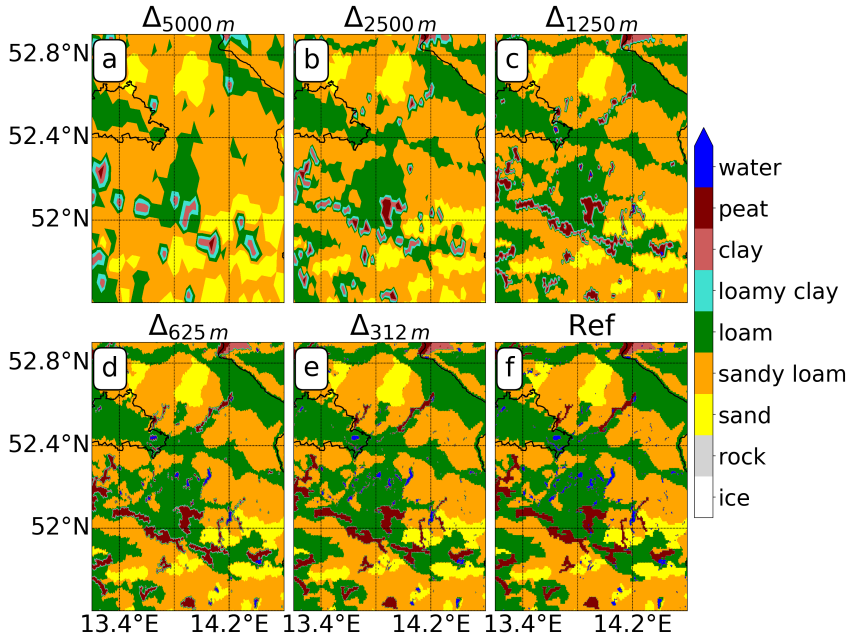 Δ5000 m Δ2500 m Δ1250 m
52.8°N a b c
52.4°N
52°N
water
peat
clay
loamy clay
loam
sandy loam
sand
rock
ice
Δ625 m Δ312 m Ref
52.8°N d e f
52.4°N
52°N
13.4°E 14.2°E 13.4°E 14.2°E 13.4°E 14.2°E